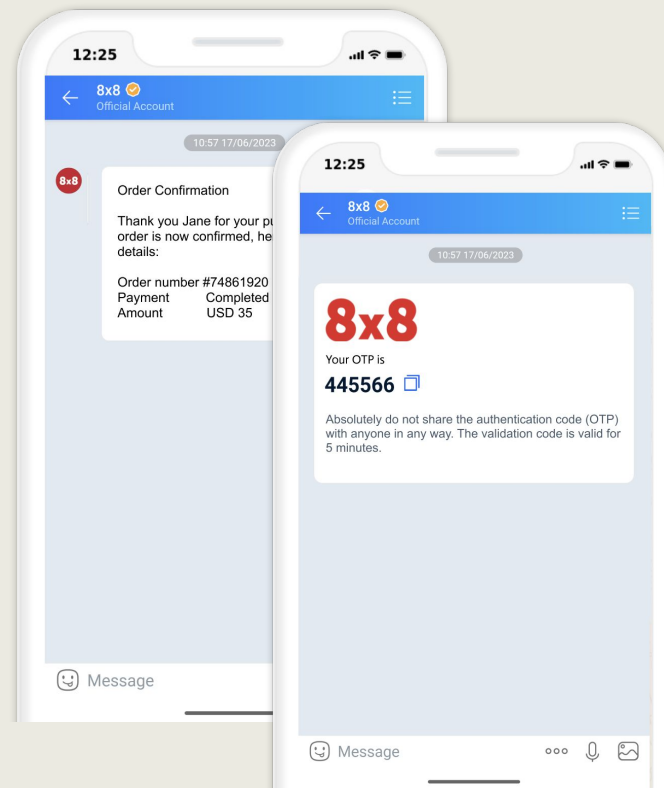 12:25
8x8
Official Account
10:57 17/06/2023
8x8
Order Confirmation
Thank you Jane for your
order is now confirmed,
details:
Order number #74861920
Payment Completed
Amount USD 35
Message
12:25
8x8
Official Account
10:57 17/06/2023
8x8
Your OTP is
445566
Absolutely do not share the authentication code (OTP)
with anyone in any way. The validation code is valid for
5 minutes.
Message